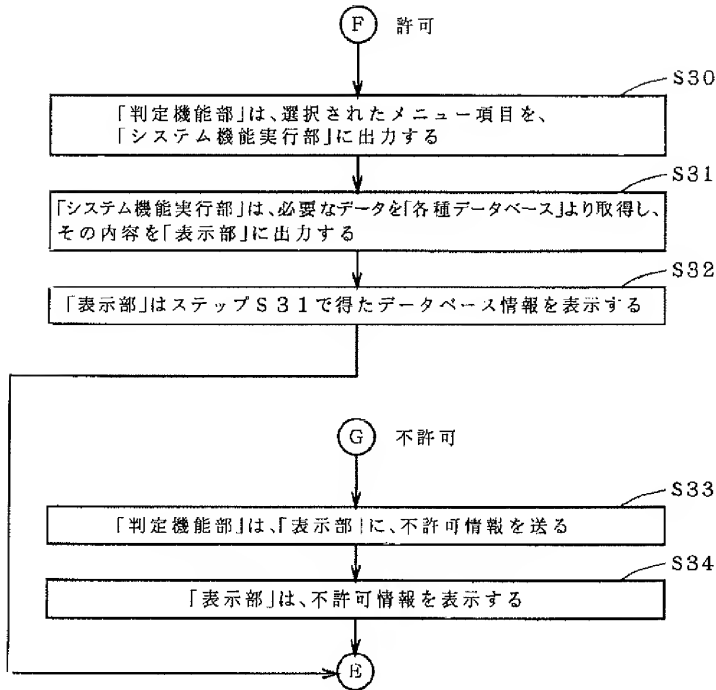 F 許可
S30
「判定機能部」は、選択されたメニュー項目を、
「システム機能実行部」に出力する
S31
「システム機能実行部」は、必要なデータを「各種データベース」より取得し、
その内容を「表示部」に出力する
S32
「表示部」はステップS31で得たデータベース情報を表示する
G 不許可
S33
「判定機能部」は、「表示部」に、不許可情報を送る
S34
「表示部」は、不許可情報を表示する
E